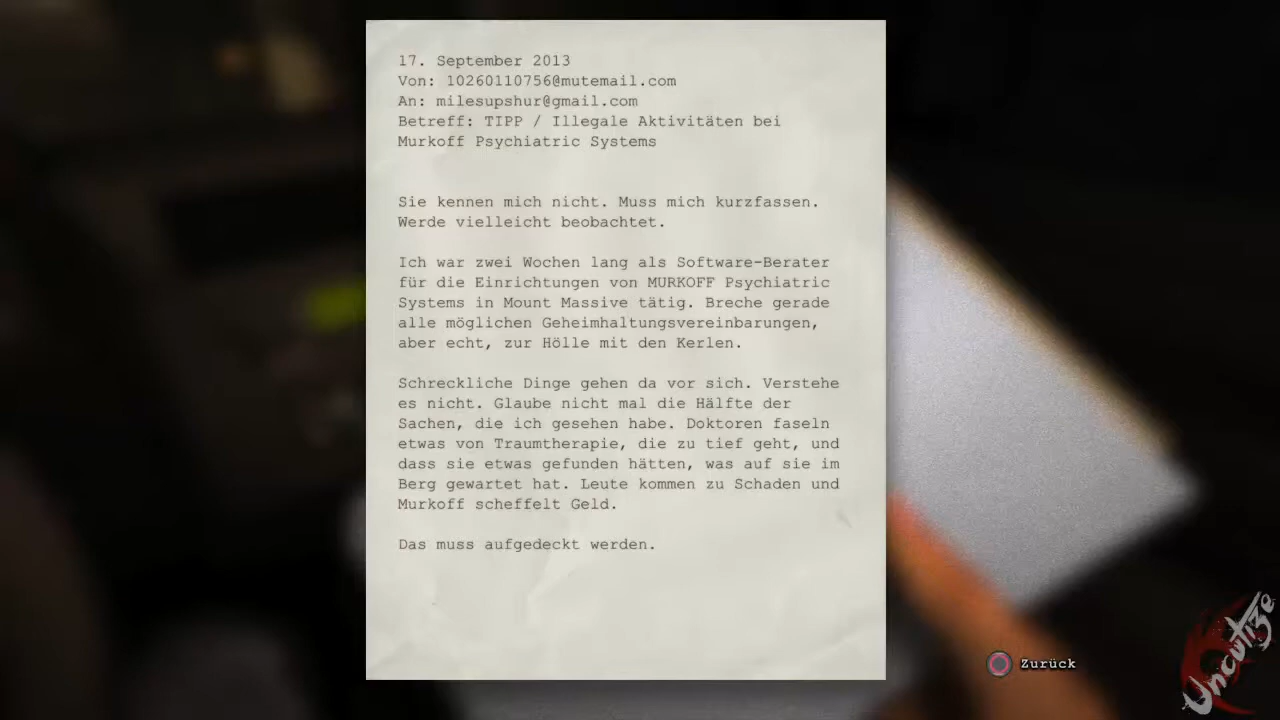 17. September 2013
Von: 10260110756@mutemail.com
An: milesupshur@gmail.com
Betreff: TIPP / Illegale Aktivitäten bei
Murkoff Psychiatric Systems
Sie kennen mich nicht. Muss mich kurzfassen.
Werde vielleicht beobachtet.
Ich war zwei Wochen lang als Software-Berater
für die Einrichtungen von MURKOFF Psychiatric
Systems in Mount Massive tätig. Breche gerade
alle möglichen Geheimhaltungsvereinbarungen,
aber echt, zur Hölle mit den Kerlen.
Schreckliche Dinge gehen da vor sich. Verstehe
es nicht. Glaube nicht mal die Hälfte der
Sachen, die ich gesehen habe. Doktoren faseln
etwas von Traumtherapie, die zu tief geht, und
dass sie etwas gefunden hätten, was auf sie im
Berg gewartet hat. Leute kommen zu Schaden und
Murkoff scheffelt Geld.
Das muss aufgedeckt werden.
Zurück
Uncut1ze